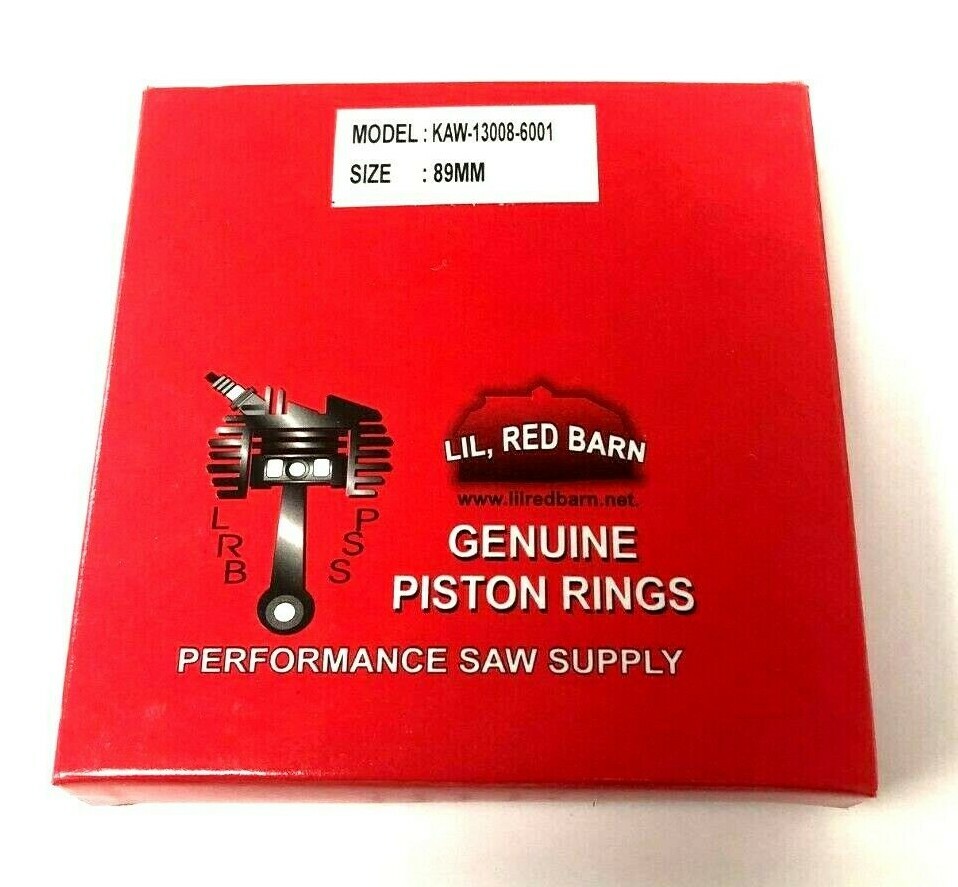 MODEL : KAW-13008-6001
SIZE : 89MM
LIL, RED BARN
www.lilredbarn.net.
LRB
PSS
GENUINE
PISTON RINGS
PERFORMANCE SAW SUPPLY